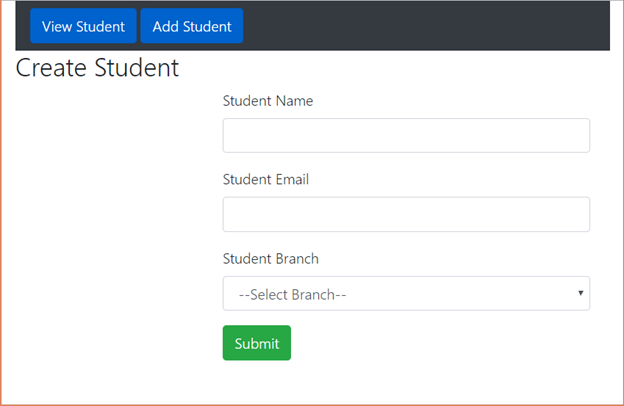 View Student Add Student
Create Student
Student Name
Student Email
Student Branch
--Select Branch--
Submit